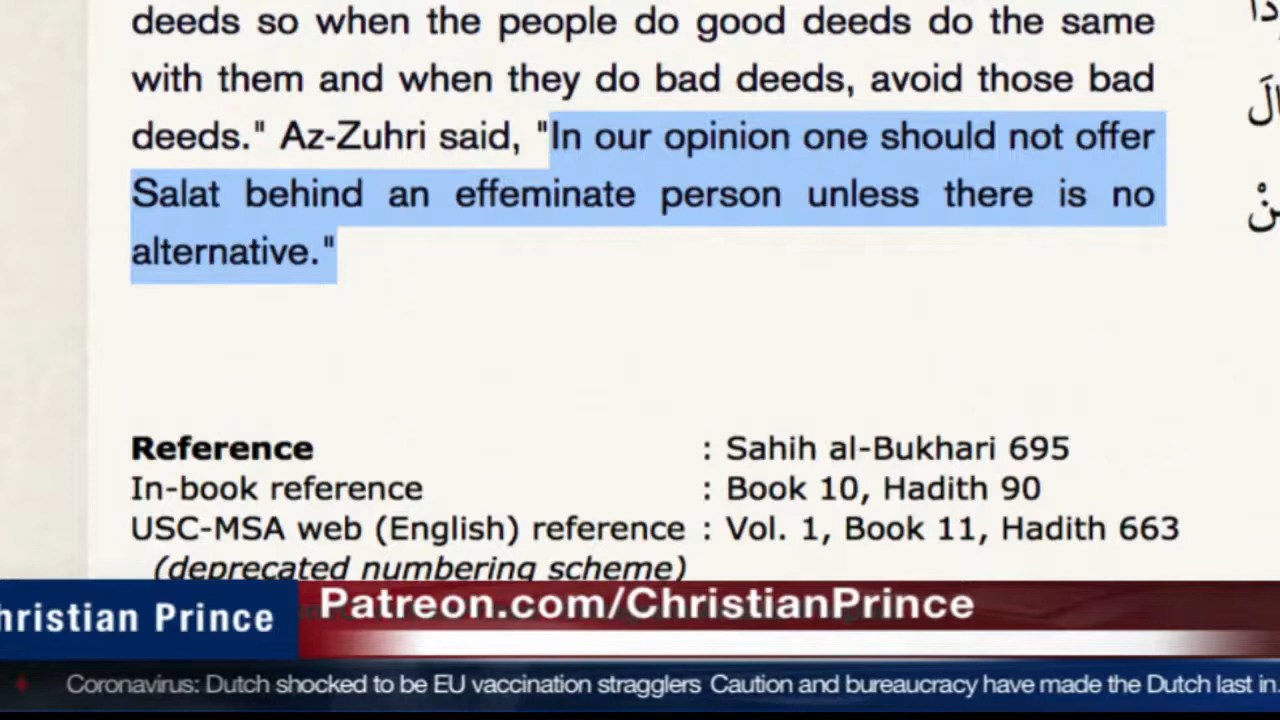 deeds so when the people do good deeds do the same
with them and when they do bad deeds, avoid those bad
deeds." Az-Zuhri said, "In our opinion one should not offer
Salat behind an effeminate person unless there is no
alternative."
Reference : Sahih al-Bukhari 695
In-book reference : Book 10, Hadith 90
USC-MSA web (English) reference : Vol. 1, Book 11, Hadith 663
(deprecated numbering scheme)
hristian Prince
Patreon.com/ChristianPrince
Coronavirus: Dutch shocked to be EU vaccination stragglers Caution and bureaucracy have made the Dutch last in